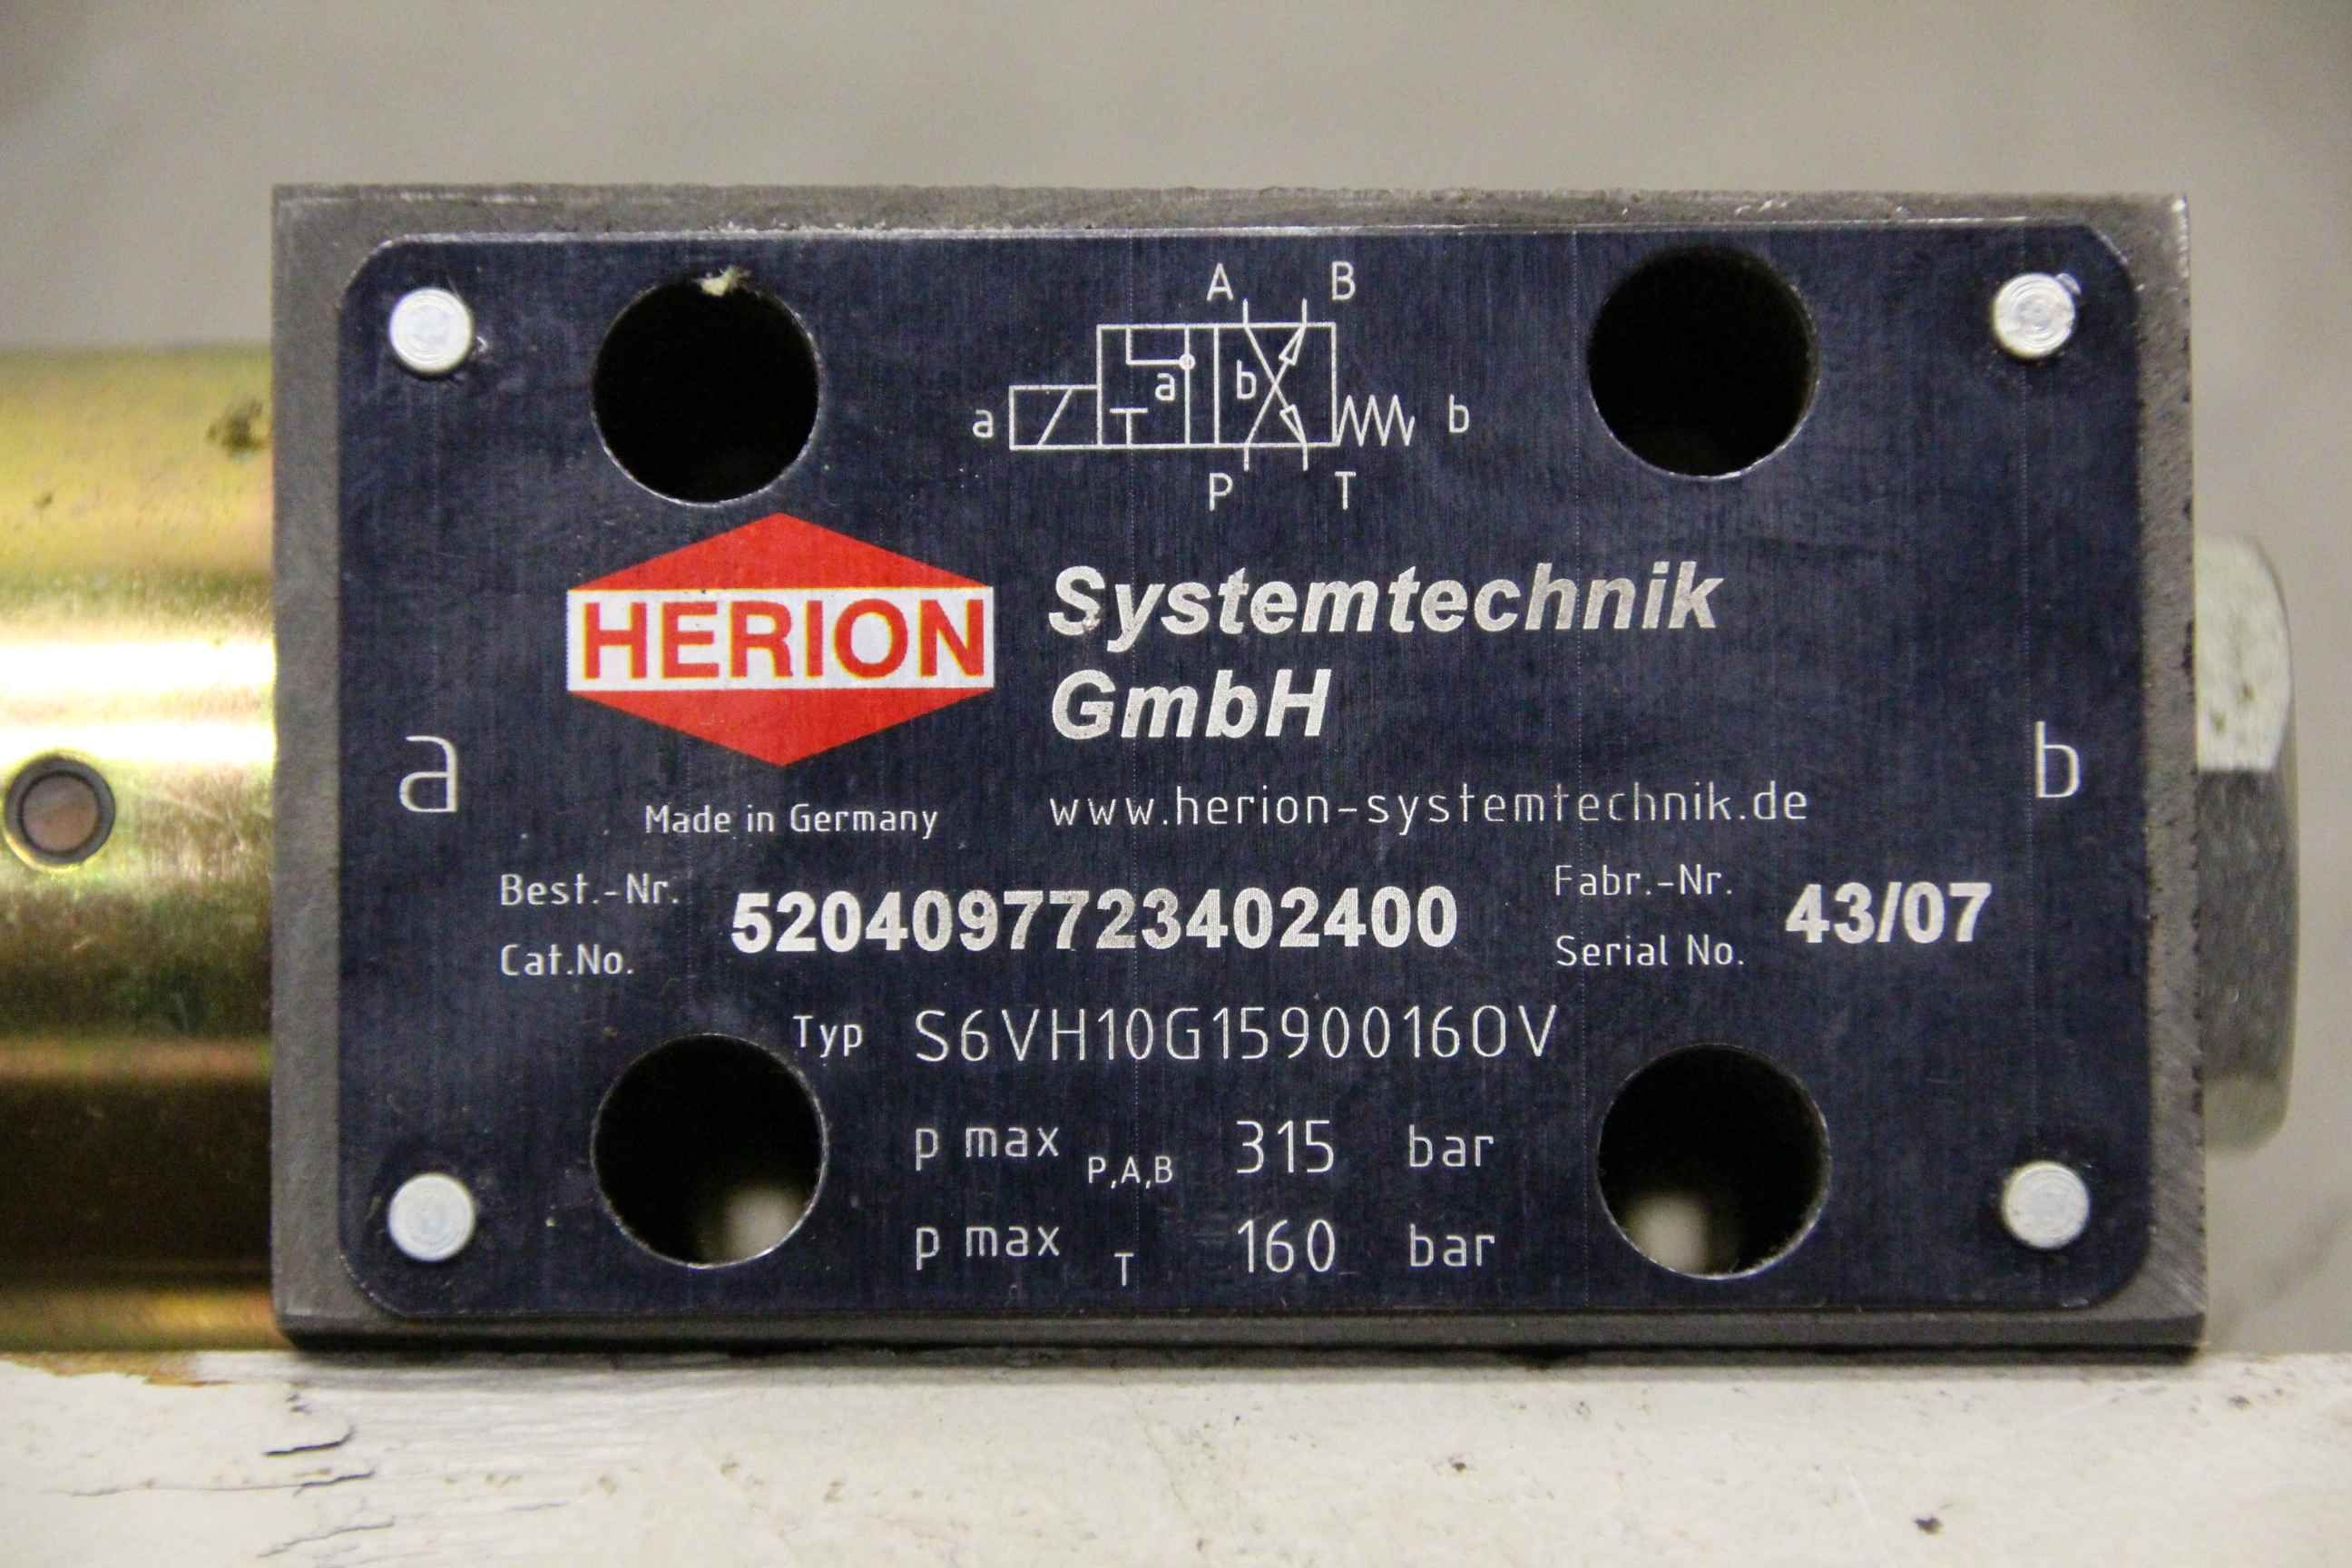 A B
a a b b
P T
HERION Systemtechnik
GmbH
a b
Made in Germany www.herion-systemtechnik.de
Best.-Nr. Fabr.-Nr.
5204097723402400 43/07
Cat.No. Serial No.
Typ S6VH10G15900160V
p max P,A,B 315 bar
p max T 160 bar